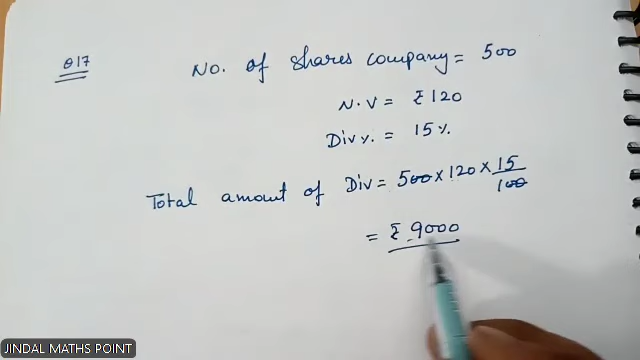 Q17
No. of shares company = 500
N.V = ₹120
Div%. = 15%.
Total amount of Div = 500 × 120 × 15/100
= ₹ 9000
JINDAL MATHS POINT